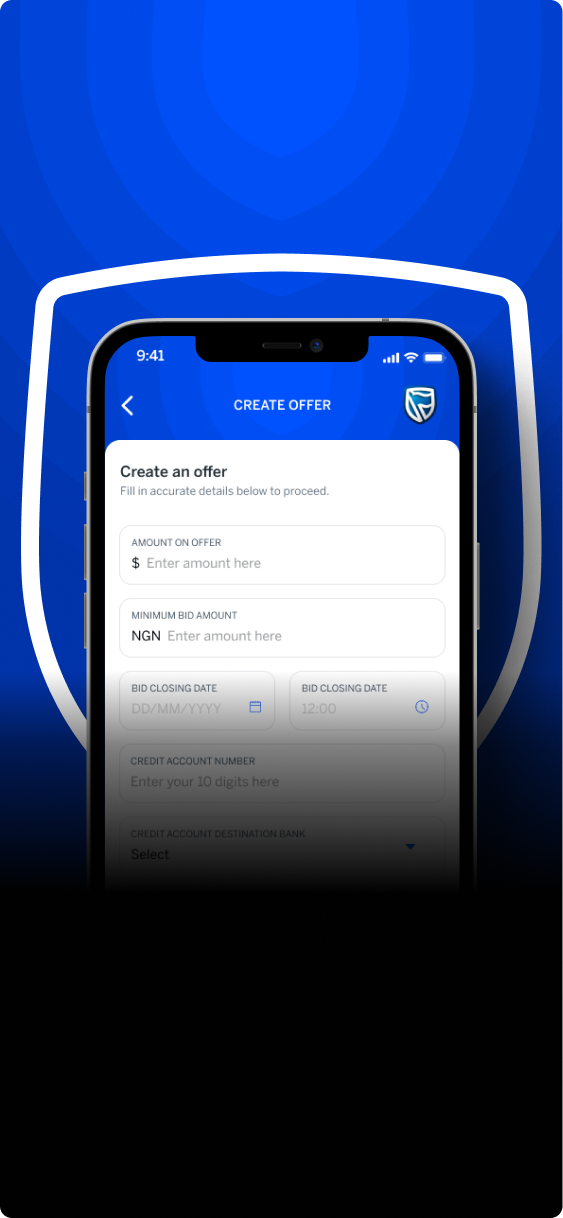 9:41
CREATE OFFER
Create an offer
Fill in accurate details below to proceed.
AMOUNT ON OFFER
$ Enter amount here
MINIMUM BID AMOUNT
NGN Enter amount here
BID CLOSING DATE BID CLOSING DATE
DD/MM/YYYY 12:00
CREDIT ACCOUNT NUMBER
Enter your 10 digits here
CREDIT ACCOUNT DESTINATION BANK
Select